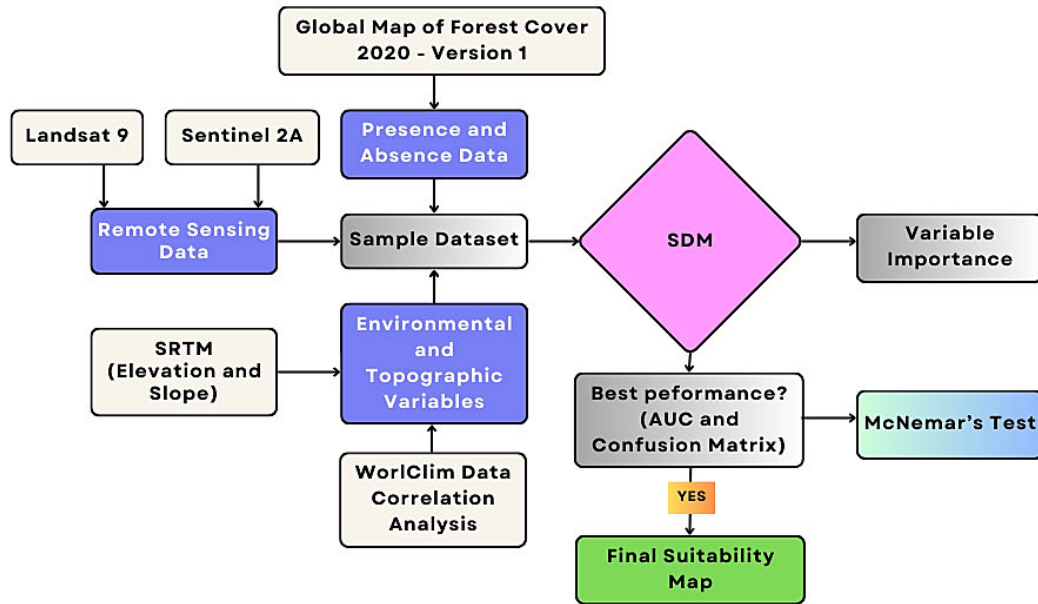 Global Map of Forest Cover
2020 - Version 1
Landsat 9
Sentinel 2A
Presence and
Absence Data
Remote Sensing
Data
Sample Dataset
SDM
Variable
Importance
SRTM
(Elevation and
Slope)
Environmental
and
Topographic
Variables
Best peformance?
(AUC and
Confusion Matrix)
McNemar's Test
WorlClim Data
Correlation
Analysis
YES
Final Suitability
Map